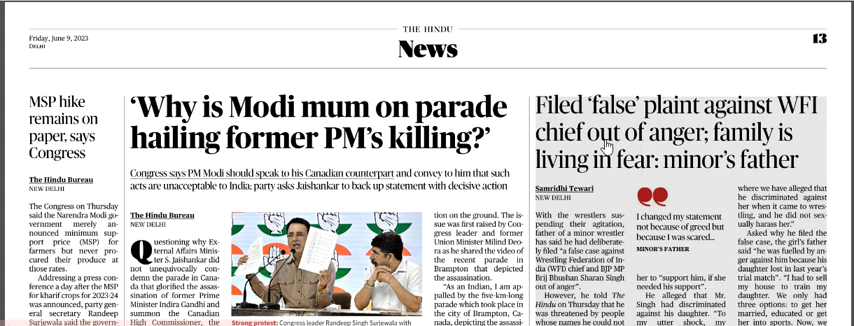 Friday, June 9, 2023
DELHI
THE HINDU
News
13
MSP hike
remains on
paper, says
Congress
The Hindu Bureau
NEW DELHI
The Congress on Thursday
said the Narendra Modi go-
vernment merely an-
nounced minimum sup-
port price (MSP) for
farmers but never pro-
cured their produce at
those rates.
Addressing a press con-
ference a day after the MSP
for kharif crops for 2023-24
was announced, party gen-
eral secretary Randeep
Surjewala said the govern-
‘Why is Modi mum on parade
hailing former PM’s killing?’
Congress says PM Modi should speak to his Canadian counterpart and convey to him that such
acts are unacceptable to India; party asks Jaishankar to back up statement with decisive action
The Hindu Bureau
NEW DELHI
Questioning why Ex-
ternal Affairs Minis-
ter S. Jaishankar did
not unequivocally con-
demn the parade in Cana-
da that glorified the assas-
sination of former Prime
Minister Indira Gandhi and
condemnation of the
High Commission, the
Strong protest: Congress leader Randeep Singh Surjewala with
tion on the ground. The is-
sue was first raised by Con-
gress leader and former
Union Minister Milind Deo-
ra as he shared the video of
the recent parade in
Brampton that depicted
the assassination.
“As an Indian, I am ap-
palled by the five-km-long
parade which took place in
the city of Brampton, Ca-
nada, depicting the assassi-
Filed ‘false’ plaint against WFI
chief out of anger; family is
living in fear: minor’s father
Samridhi Tewari
NEW DELHI
With the wrestlers sus-
pending their agitation,
father of a minor wrestler
has said he had deliberate-
ly filed “a false case against
Wrestling Federation of In-
dia (WFI) chief and BJP MP
Brij Bhushan Sharan Singh
out of anger”.
However, he told The
Hindu on Thursday that he
was threatened by people
whose names he could not
I changed my statement
not because of greed but
because I was scared...
MINOR’S FATHER
her to “support him, if she
needed his support”.
He alleged that Mr.
Singh had discriminated
against his daughter. “To
my utter shock, my
where we have alleged that
he discriminated against
her when it came to wres-
tling, and he did not sex-
ually harass her.”
Asked why he filed the
false case, the girl’s father
said “he was fuelled by an-
ger against him because his
daughter lost in last year’s
trial match”. “I had to sell
my house to train my
daughter. We only had
three options: to get her
married, educate her or
get her into sports. Now,